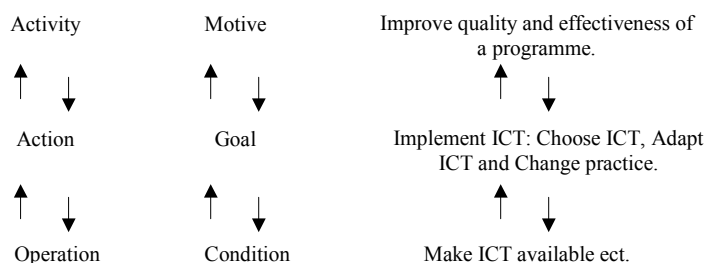 Activity Motive Improve quality and effectiveness of
a programme.
Action Goal Implement ICT: Choose ICT, Adapt
ICT and Change practice.
Operation Condition Make ICT available ect.